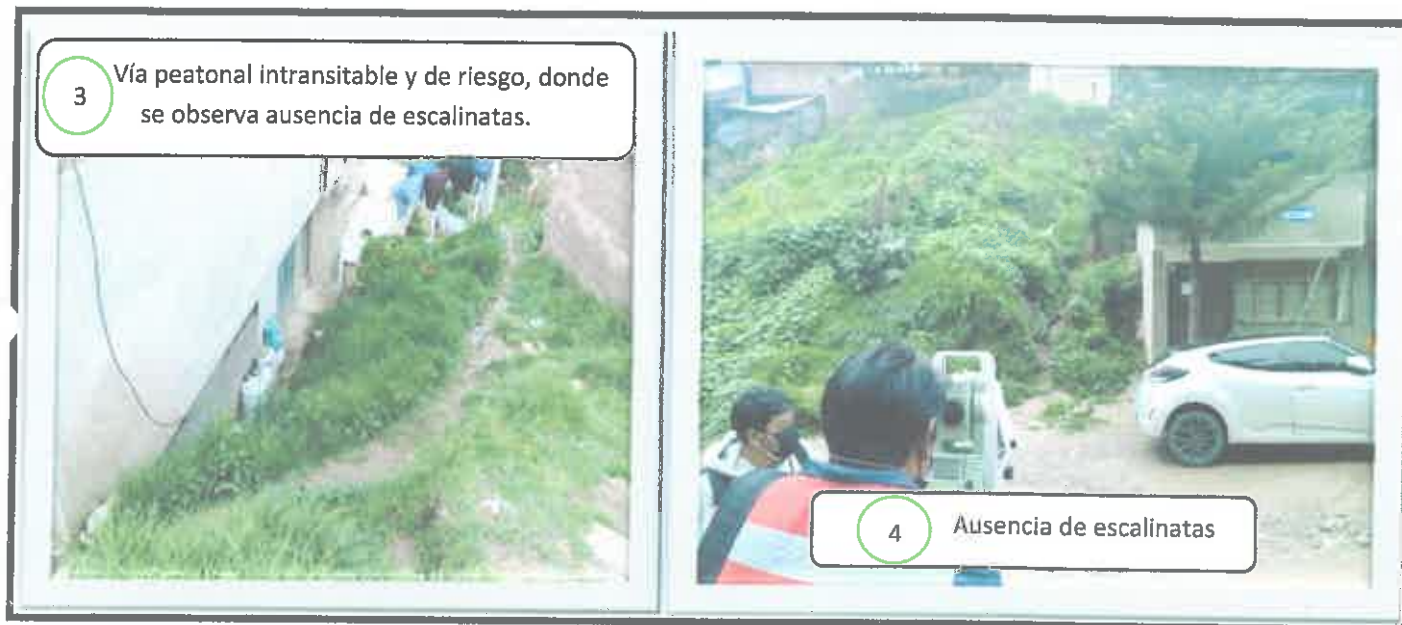 3
Vía peatonal intransitable y de riesgo, donde
se observa ausencia de escalinatas.
4
Ausencia de escalinatas